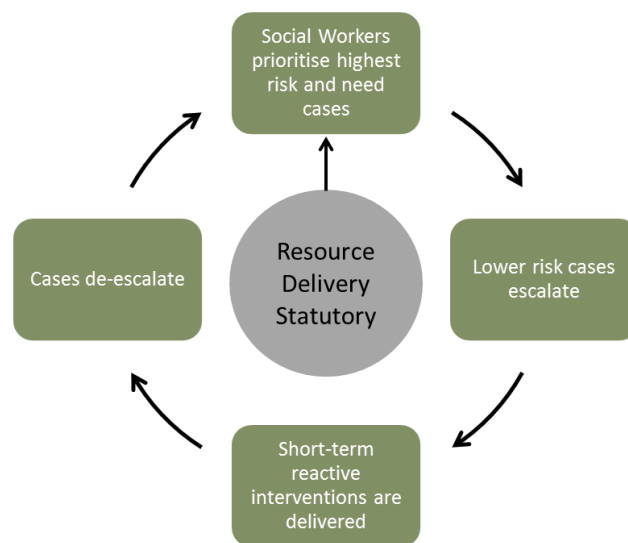 Social Workers
prioritise highest
risk and need
cases
Cases de-escalate
Resource
Delivery
Statutory
Lower risk cases
escalate
Short-term
reactive
interventions are
delivered